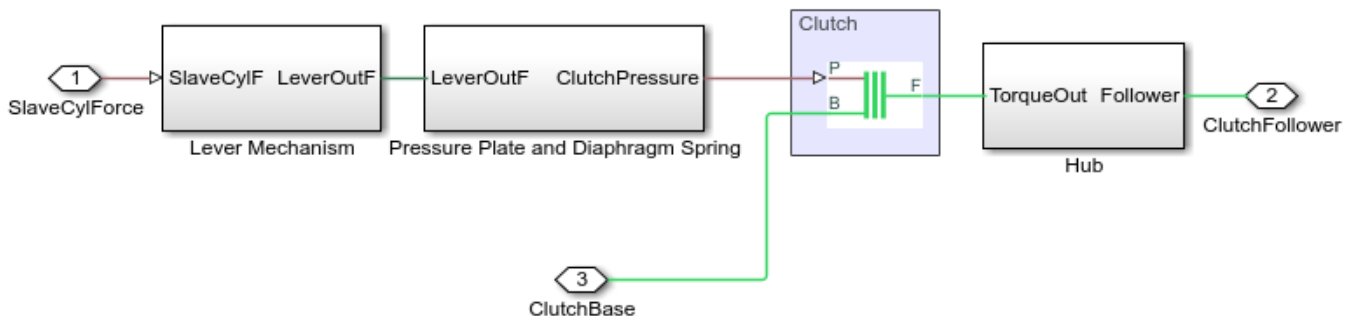 Clutch
1
SlaveCylForce
SlaveCylF LeverOutF
Lever Mechanism
LeverOutF ClutchPressure
Pressure Plate and Diaphragm Spring
P
B
F
TorqueOut Follower
Hub
2
ClutchFollower
3
ClutchBase